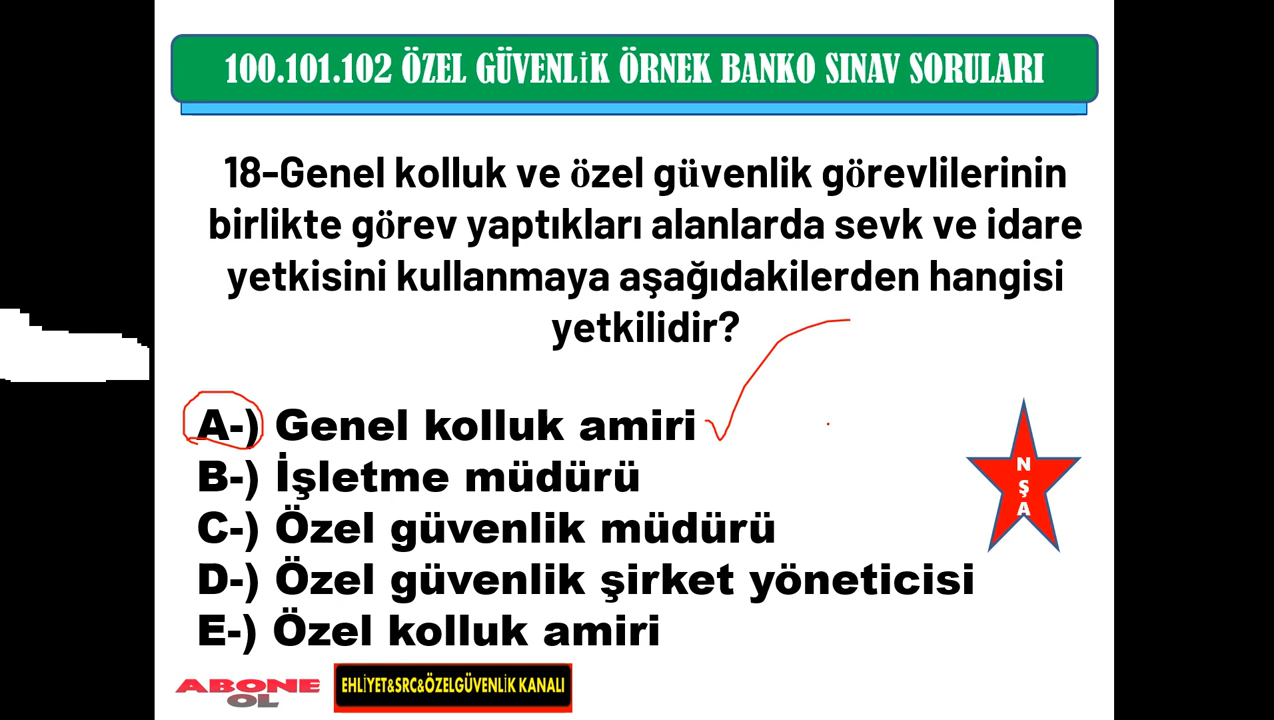 100.101.102 ÖZEL GÜVENLİK ÖRNEK BANKO SINAV SORULARI
18-Genel kolluk ve özel güvenlik görevlilerinin
birlikte görev yaptıkları alanlarda sevk ve idare
yetkisini kullanmaya aşağıdakilerden hangisi
yetkilidir?
A-) Genel kolluk amiri
B-) İşletme müdürü
C-) Özel güvenlik müdürü
D-) Özel güvenlik şirket yöneticisi
E-) Özel kolluk amiri
N
Ş
A
ABONE
OL
EHLİYET&SRC&ÖZELGÜVENLİK KANALI